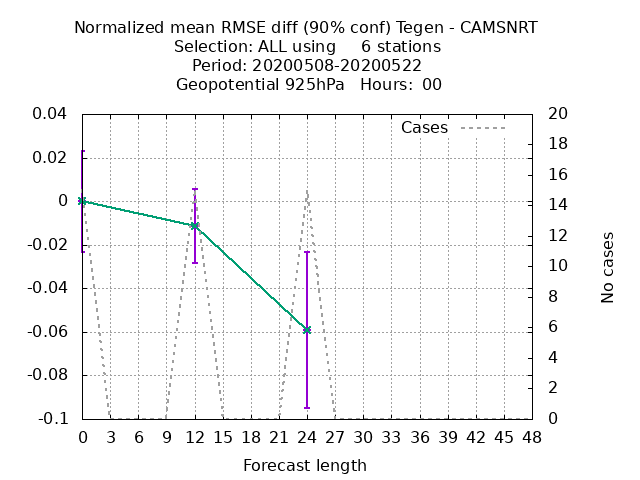 Normalized mean RMSE diff (90% conf) Tegen - CAMSNRT
Selection: ALL using     6 stations
Period: 20200508-20200522
Geopotential 925hPa   Hours:  00
Cases
0.04
0.02
0
-0.02
-0.04
-0.06
-0.08
-0.1
20
18
16
14
12
10
8
6
4
2
0
No cases
0 3 6 9 12 15 18 21 24 27 30 33 36 39 42 45 48
Forecast length